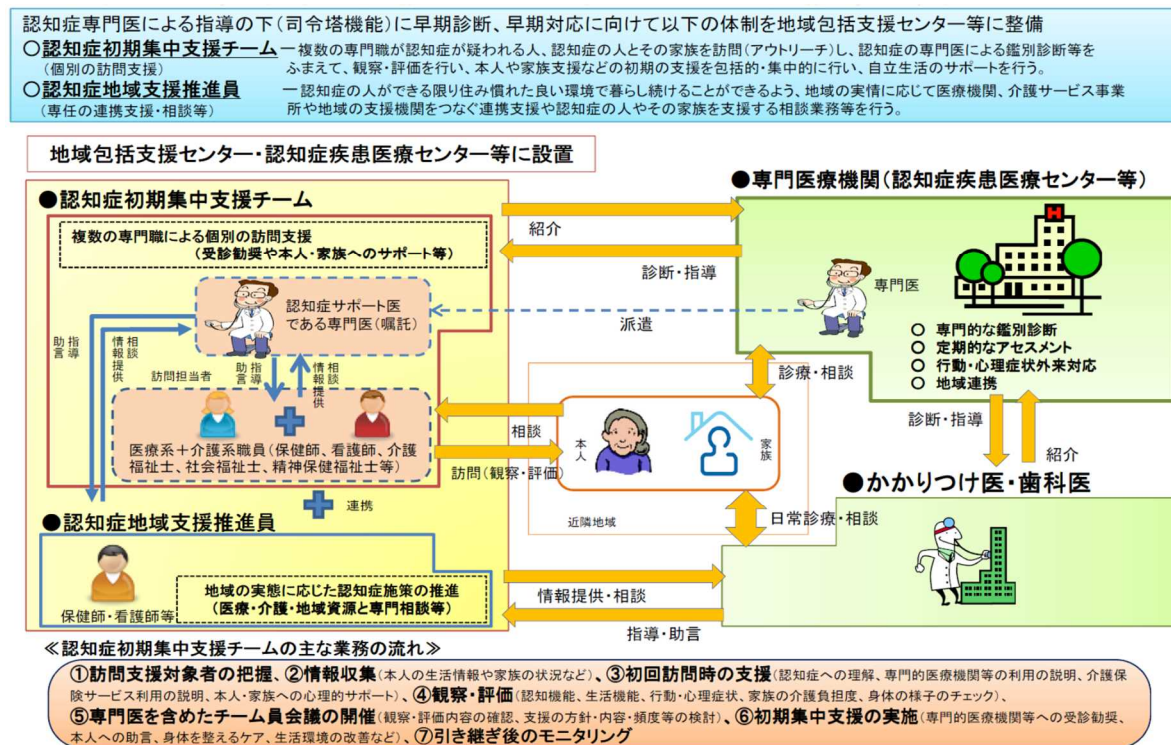 認知症専門医による指導の下(司令塔機能)に早期診断、早期対応に向けて以下の体制を地域包括支援センター等に整備
○認知症初期集中支援チーム －複数の専門職が認知症が疑われる人、認知症の人とその家族を訪問(アウトリーチ)し、認知症の専門医による鑑別診断等を
(個別の訪問支援) ふまえて、観察・評価を行い、本人や家族支援などの初期の支援を包括的・集中的に行い、自立生活のサポートを行う。
○認知症地域支援推進員 －認知症の人ができる限り住み慣れた良い環境で暮らし続けることができるよう、地域の実情に応じて医療機関、介護サービス事業
(専任の連携支援・相談等) 所や地域の支援機関をつなぐ連携支援や認知症の人やその家族を支援する相談業務等を行う。
地域包括支援センター・認知症疾患医療センター等に設置
●認知症初期集中支援チーム
複数の専門職による個別の訪問支援
(受診勧奨や本人・家族へのサポート等)
認知症サポート医
である専門医(嘱託)
指導
助言
相談
情報提供
訪問担当者
指導
助言
相談
情報提供
医療系＋介護系職員(保健師、看護師、介護
福祉士、社会福祉士、精神保健福祉士等)
連携
●認知症地域支援推進員
保健師・看護師等
地域の実態に応じた認知症施策の推進
(医療・介護・地域資源と専門相談等)
紹介
診断・指導
派遣
相談
訪問(観察・評価)
本人
家族
近隣地域
診療・相談
日常診療・相談
情報提供・相談
指導・助言
●専門医療機関(認知症疾患医療センター等)
H
専門医
○ 専門的な鑑別診断
○ 定期的なアセスメント
○ 行動・心理症状外来対応
○ 地域連携
診断・指導
紹介
●かかりつけ医・歯科医
≪認知症初期集中支援チームの主な業務の流れ≫
①訪問支援対象者の把握、②情報収集(本人の生活情報や家族の状況など)、③初回訪問時の支援(認知症への理解、専門的医療機関等の利用の説明、介護保
険サービス利用の説明、本人・家族への心理的サポート)、④観察・評価(認知機能、生活機能、行動・心理症状、家族の介護負担度、身体の様子のチェック)、
⑤専門医を含めたチーム員会議の開催(観察・評価内容の確認、支援の方針・内容・頻度等の検討)、⑥初期集中支援の実施(専門的医療機関等への受診勧奨、
本人への助言、身体を整えるケア、生活環境の改善など)、⑦引き継ぎ後のモニタリング